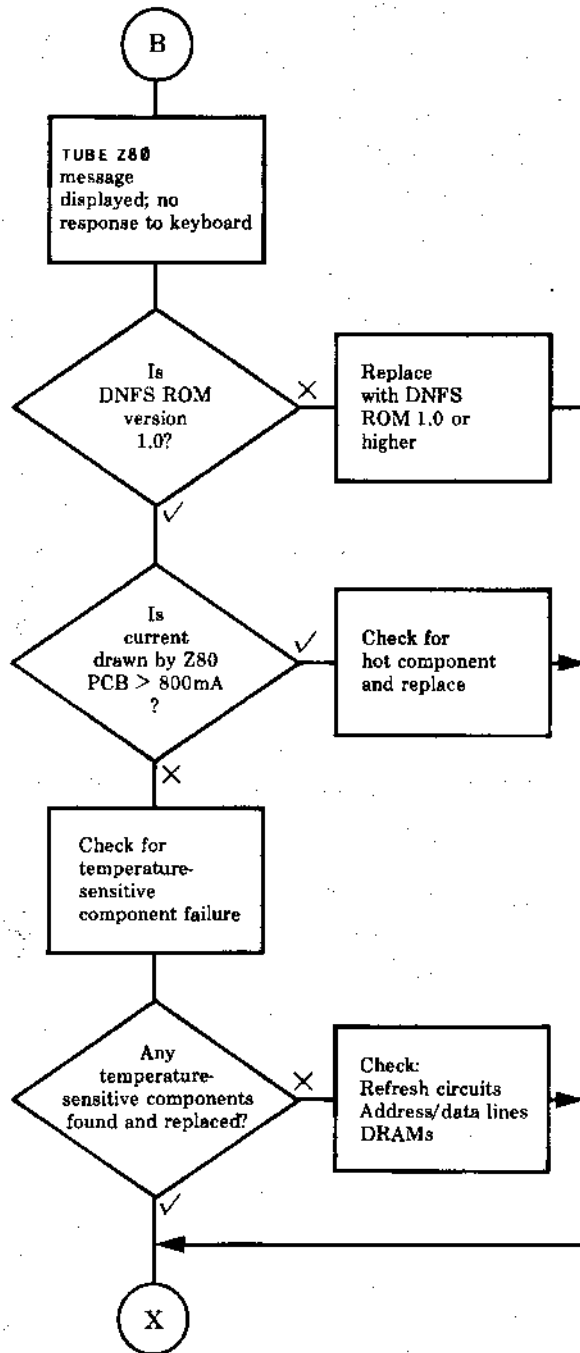 B
TUBE Z80
message
displayed; no
response to keyboard
Is
DNFS ROM
version
1.0?
×
Replace
with DNFS
ROM 1.0 or
higher
✓
Is
current
drawn by Z80
PCB > 800mA
?
✓
Check for
hot component
and replace
×
Check for
temperature-
sensitive
component failure
Any
temperature-
sensitive components
found and replaced?
×
Check:
Refresh circuits
Address/data lines
DRAMs
✓
X